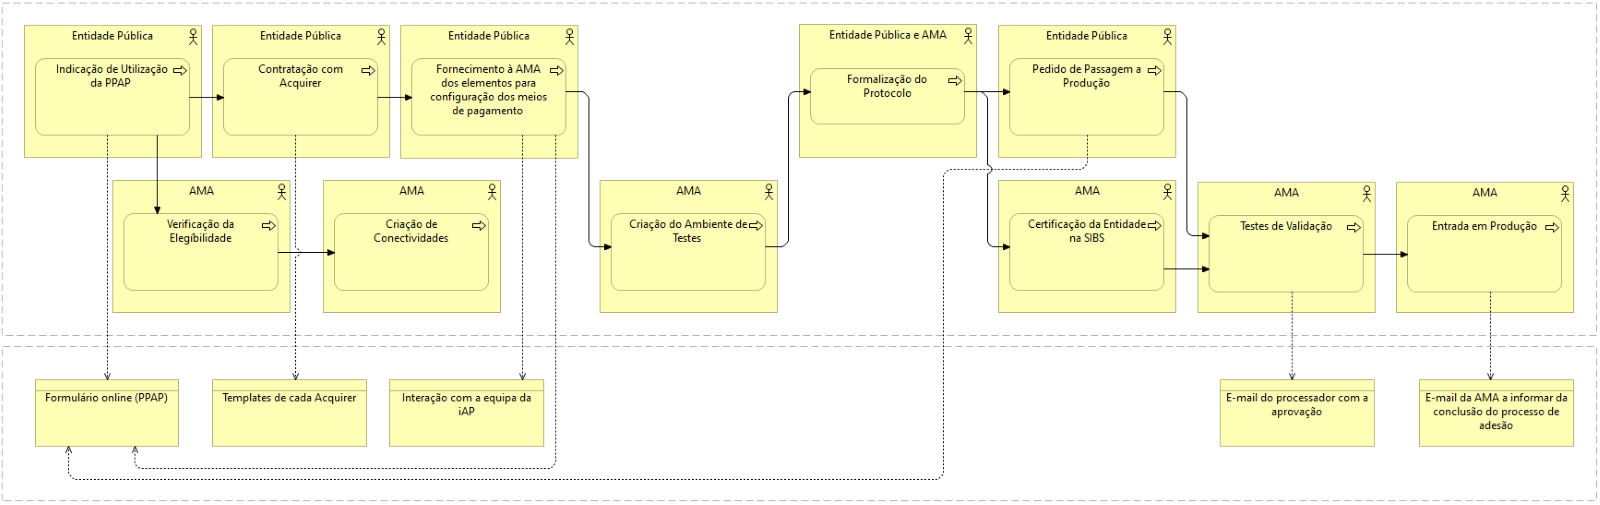 Entidade Pública
Indicação de Utilização
da PPAP
Entidade Pública
Contratação com
Acquirer
Entidade Pública
Fornecimento à AMA
dos elementos para
configuração dos meios
de pagamento
Entidade Pública e AMA
Formalização do
Protocolo
Entidade Pública
Pedido de Passagem a
Produção
AMA
Verificação da
Elegíbilidade
AMA
Criação de
Conectividades
AMA
Criação do Ambiente de
Testes
AMA
Certificação da Entidade
na SIBS
AMA
Testes de Validação
AMA
Entrada em Produção
Formulário online (PPAP)
Templates de cada Acquirer
Interação com a equipa da
iAP
E-mail do processador com a
aprovação
E-mail da AMA a informar da
conclusão do processo de
adesão